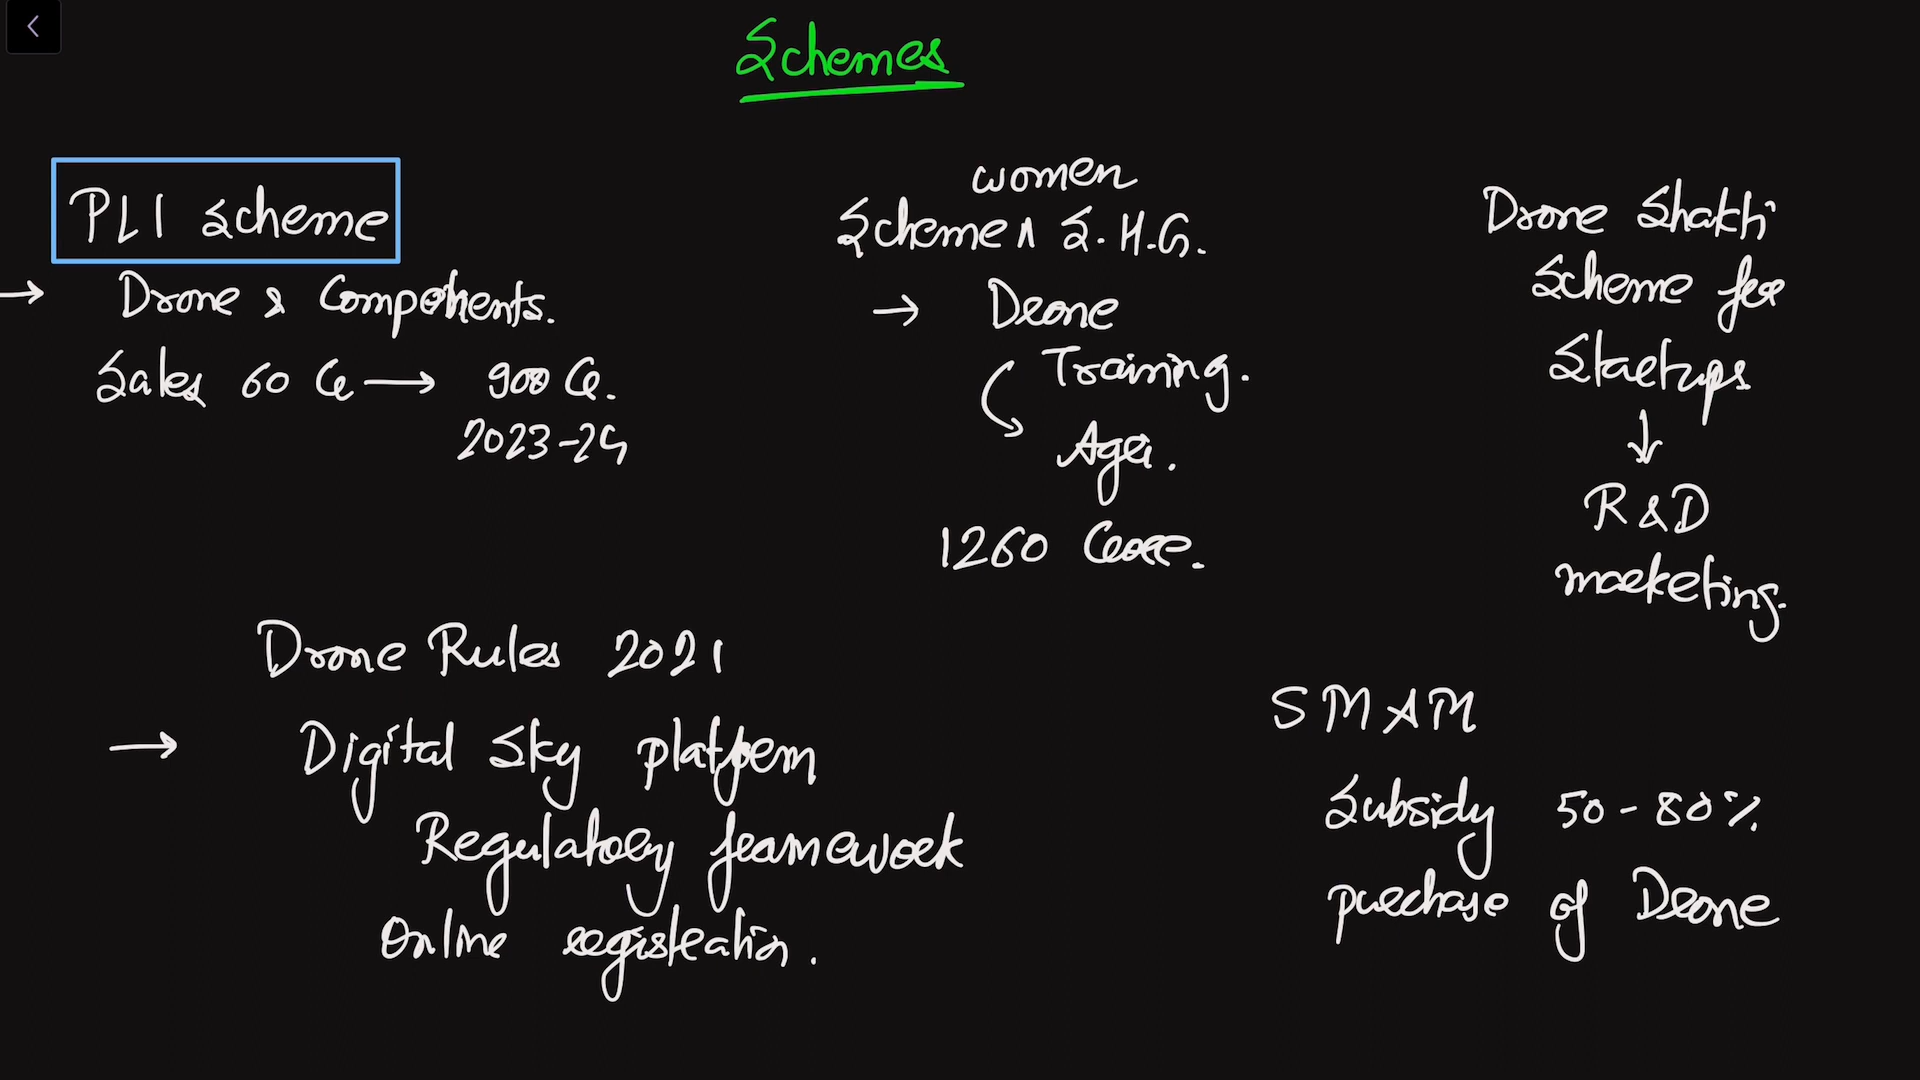 Schemes
PLI Scheme
→ Drone & Components.
Sales 60 Cr → 900 Cr.
2023-24
women
Scheme ∧ S.H.G.
→ Drone
Training.
Agri.
1260 Crore.
Drone Shakti
Scheme for
Startups
↓
R&D
marketing.
Drone Rules 2021
→ Digital Sky platform
Regulatory framework
Online registration.
SMAM
Subsidy 50-80%
purchase of Drone